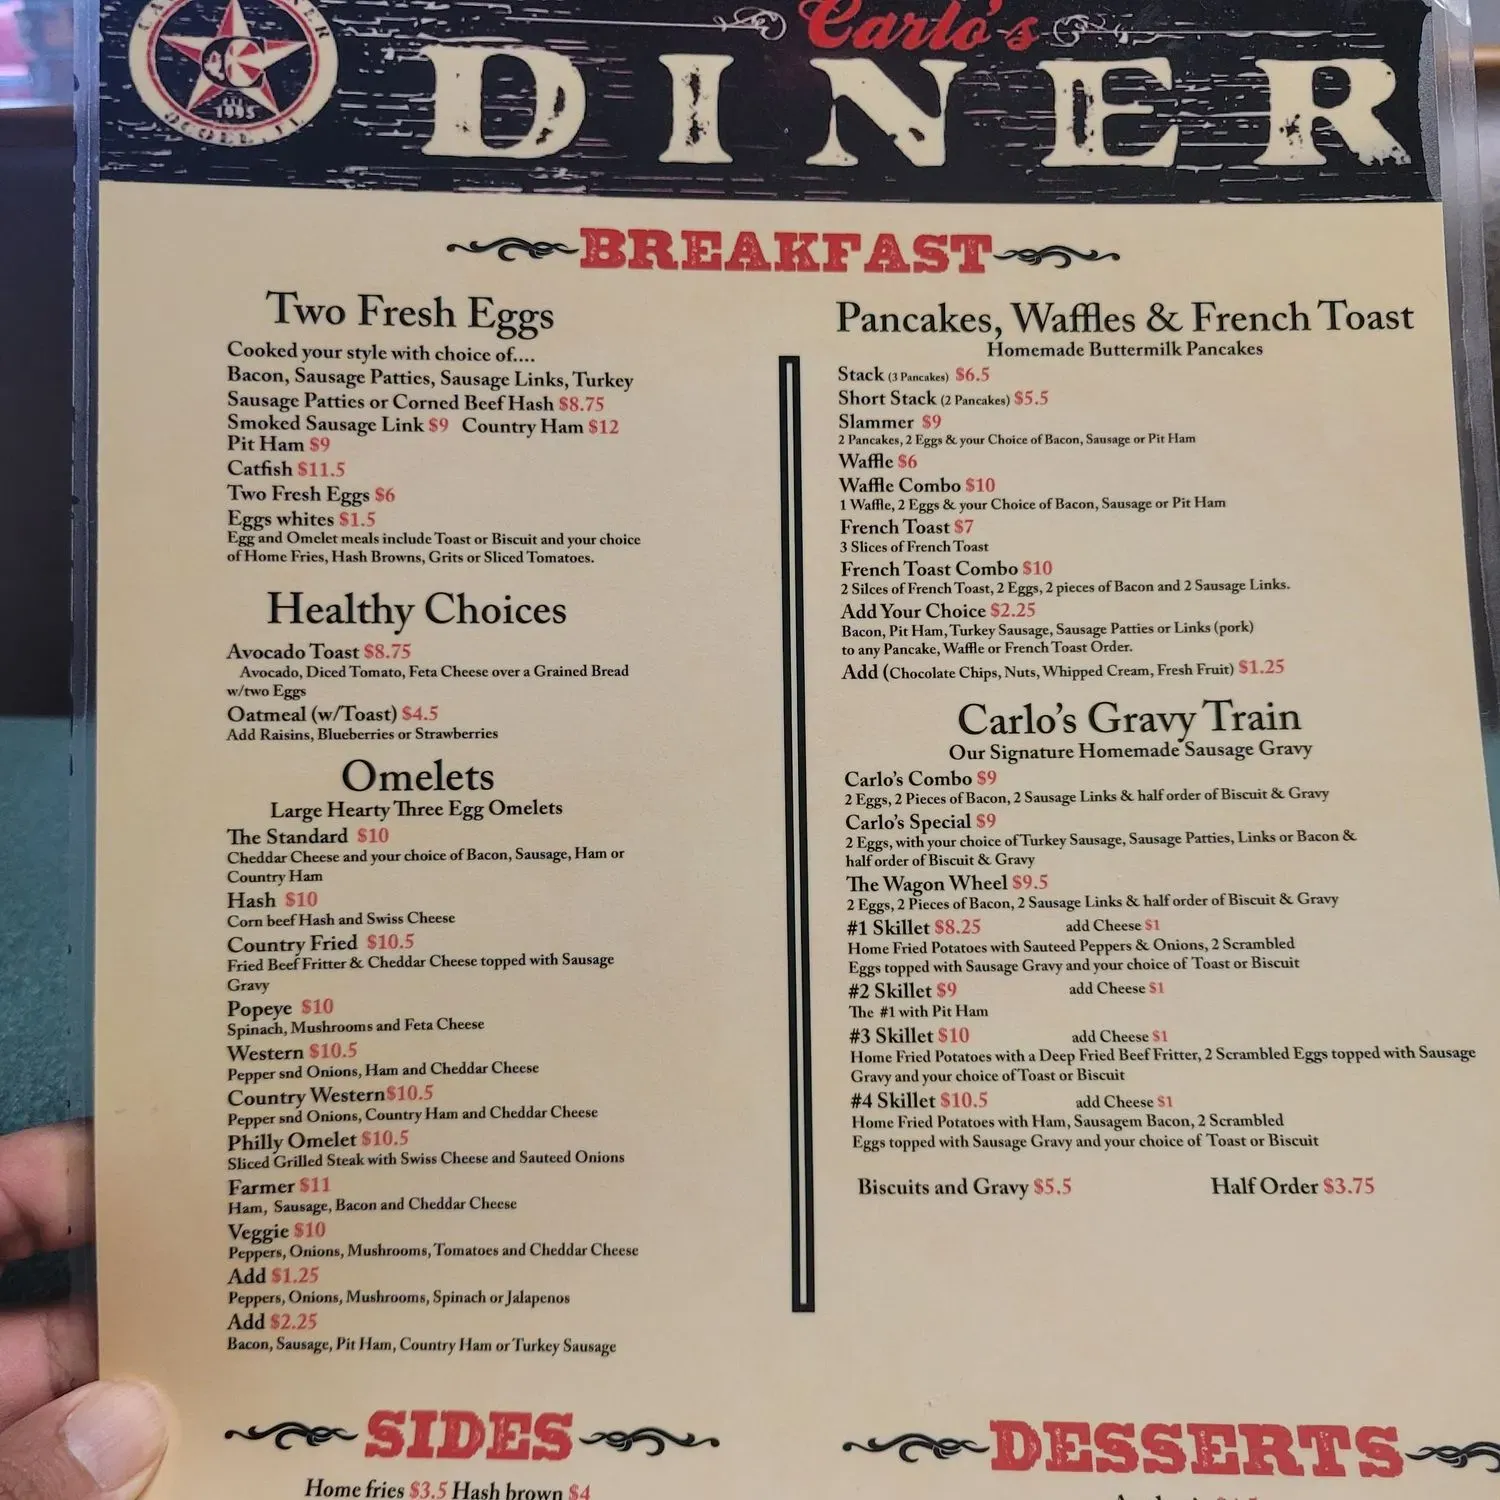 Carlo's
DINER
1995
OCOEE, FL
BREAKFAST
Two Fresh Eggs
Cooked your style with choice of....
Bacon, Sausage Patties, Sausage Links, Turkey
Sausage Patties or Corned Beef Hash $8.75
Smoked Sausage Link $9 Country Ham $12
Pit Ham $9
Catfish $11.5
Two Fresh Eggs $6
Eggs whites $1.5
Egg and Omelet meals include Toast or Biscuit and your choice
of Home Fries, Hash Browns, Grits or Sliced Tomatoes.
Healthy Choices
Avocado Toast $8.75
Avocado, Diced Tomato, Feta Cheese over a Grained Bread
w/two Eggs
Oatmeal (w/Toast) $4.5
Add Raisins, Blueberries or Strawberries
Omelets
Large Hearty Three Egg Omelets
The Standard $10
Cheddar Cheese and your choice of Bacon, Sausage, Ham or
Country Ham
Hash $10
Corn beef Hash and Swiss Cheese
Country Fried $10.5
Fried Beef Fritter & Cheddar Cheese topped with Sausage
Gravy
Popeye $10
Spinach, Mushrooms and Feta Cheese
Western $10.5
Pepper snd Onions, Ham and Cheddar Cheese
Country Western $10.5
Pepper snd Onions, Country Ham and Cheddar Cheese
Philly Omelet $10.5
Sliced Grilled Steak with Swiss Cheese and Sauteed Onions
Farmer $11
Ham, Sausage, Bacon and Cheddar Cheese
Veggie $10
Peppers, Onions, Mushrooms, Tomatoes and Cheddar Cheese
Add $1.25
Peppers, Onions, Mushrooms, Spinach or Jalapenos
Add $2.25
Bacon, Sausage, Pit Ham, Country Ham or Turkey Sausage
Pancakes, Waffles & French Toast
Homemade Buttermilk Pancakes
Stack (3 Pancakes) $6.5
Short Stack (2 Pancakes) $5.5
Slammer $9
2 Pancakes, 2 Eggs & your Choice of Bacon, Sausage or Pit Ham
Waffle $6
Waffle Combo $10
1 Waffle, 2 Eggs & your Choice of Bacon, Sausage or Pit Ham
French Toast $7
3 Slices of French Toast
French Toast Combo $10
2 Silces of French Toast, 2 Eggs, 2 pieces of Bacon and 2 Sausage Links.
Add Your Choice $2.25
Bacon, Pit Ham, Turkey Sausage, Sausage Patties or Links (pork)
to any Pancake, Waffle or French Toast Order.
Add (Chocolate Chips, Nuts, Whipped Cream, Fresh Fruit) $1.25
Carlo's Gravy Train
Our Signature Homemade Sausage Gravy
Carlo's Combo $9
2 Eggs, 2 Pieces of Bacon, 2 Sausage Links & half order of Biscuit & Gravy
Carlo's Special $9
2 Eggs, with your choice of Turkey Sausage, Sausage Patties, Links or Bacon &
half order of Biscuit & Gravy
The Wagon Wheel $9.5
2 Eggs, 2 Pieces of Bacon, 2 Sausage Links & half order of Biscuit & Gravy
#1 Skillet $8.25 add Cheese $1
Home Fried Potatoes with Sauteed Peppers & Onions, 2 Scrambled
Eggs topped with Sausage Gravy and your choice of Toast or Biscuit
#2 Skillet $9 add Cheese $1
The #1 with Pit Ham
#3 Skillet $10 add Cheese $1
Home Fried Potatoes with a Deep Fried Beef Fritter, 2 Scrambled Eggs topped with Sausage
Gravy and your choice of Toast or Biscuit
#4 Skillet $10.5 add Cheese $1
Home Fried Potatoes with Ham, Sausagem Bacon, 2 Scrambled
Eggs topped with Sausage Gravy and your choice of Toast or Biscuit
Biscuits and Gravy $5.5 Half Order $3.75
SIDES
Home fries $3.5 Hash brown $4
DESSERTS